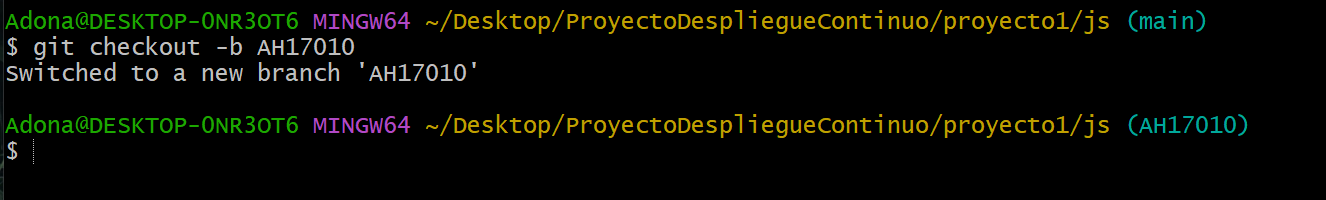 Adona@DESKTOP-0NR3OT6 MINGW64 ~/Desktop/ProyectoDespliegueContinuo/proyecto1/js (main)
$ git checkout -b AH17010
Switched to a new branch 'AH17010'
Adona@DESKTOP-0NR3OT6 MINGW64 ~/Desktop/ProyectoDespliegueContinuo/proyecto1/js (AH17010)
$